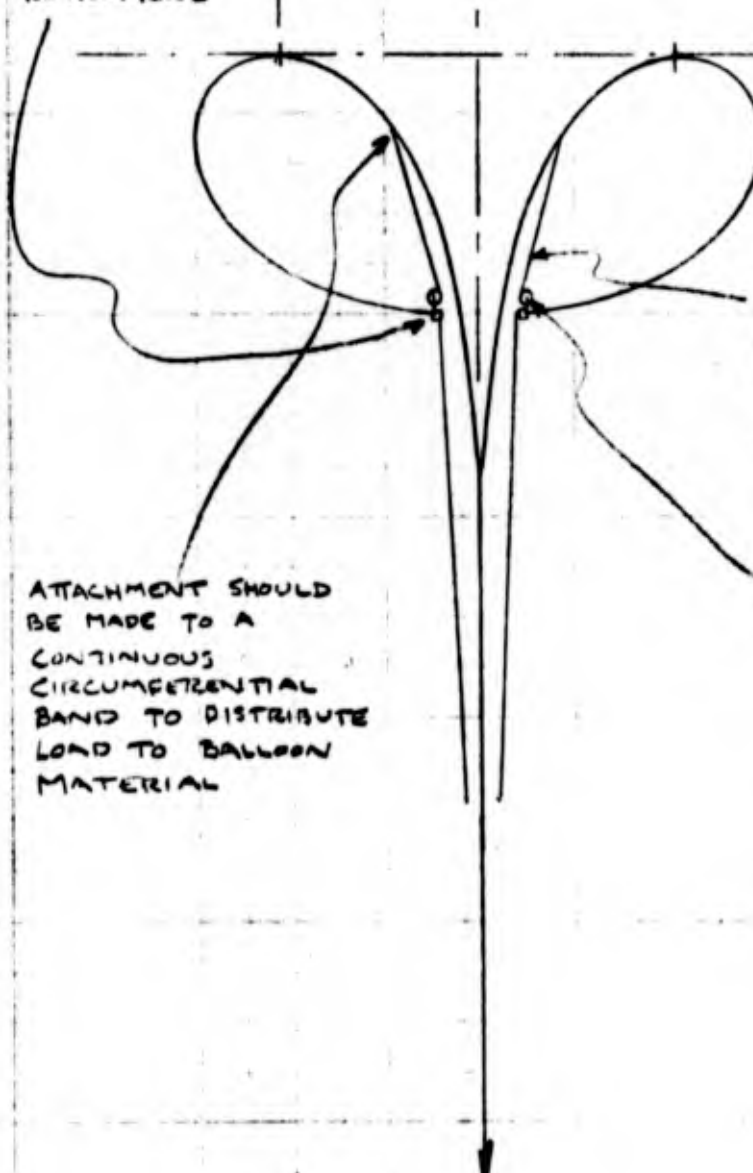 ATTACHMENT SHOULD
BE MADE TO A
CONTINUOUS
CIRCUMFERENTIAL
BAND TO DISTRIBUTE
LOAD TO BALLOON
MATERIAL